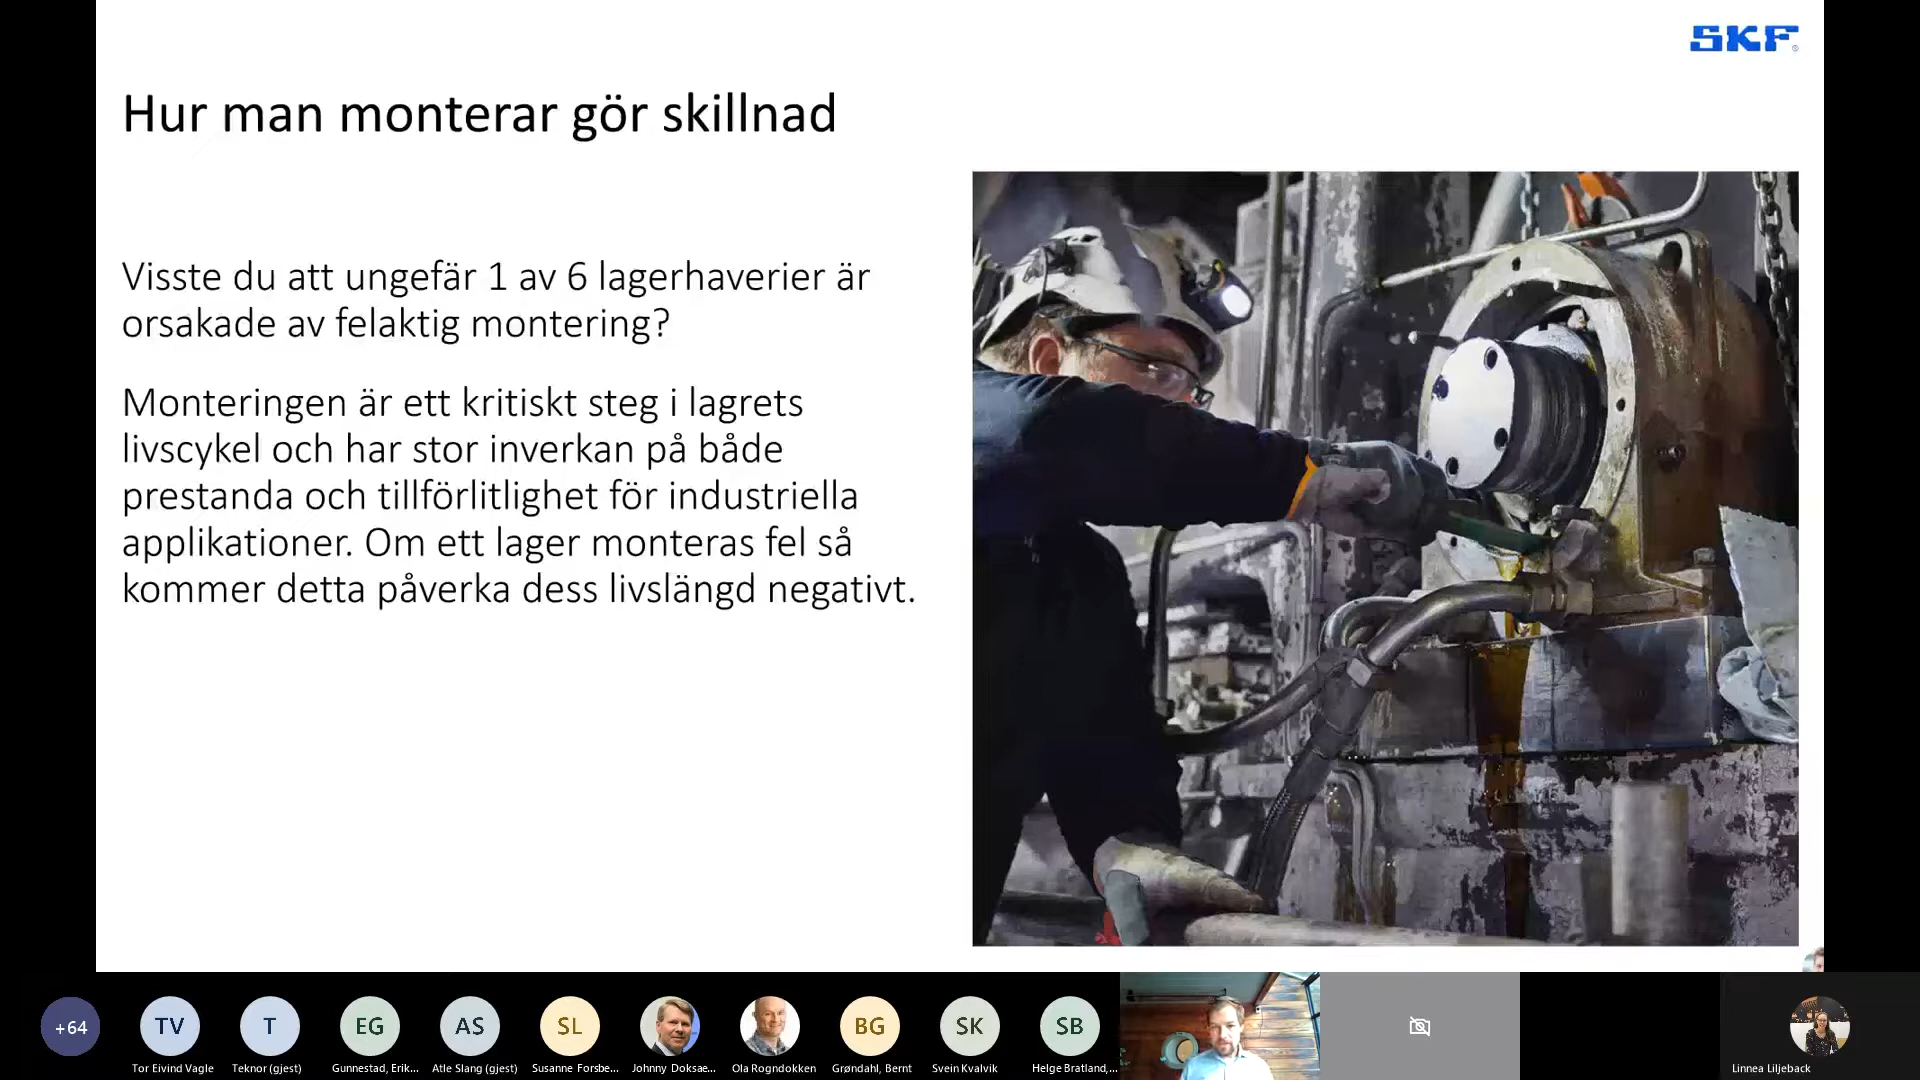 SKF
Hur man monterar gör skillnad
Visste du att ungefär 1 av 6 lagerhaverier är
orsakade av felaktig montering?
Monteringen är ett kritiskt steg i lagrets
livscykel och har stor inverkan på både
prestanda och tillförlitlighet för industriella
applikationer. Om ett lager monteras fel så
kommer detta påverka dess livslängd negativt.
+64
TV
T
EG
AS
SL
BG
SK
SB
Tor Eivind Vagle
Teknor (gjest)
Gunnestad, Erik...
Atle Slang (gjest)
Susanne Forsbe...
Johnny Doksae...
Ola Rogndokken
Grøndahl, Bernt
Svein Kvalvik
Helge Bratland,...
Linnea Liljeback